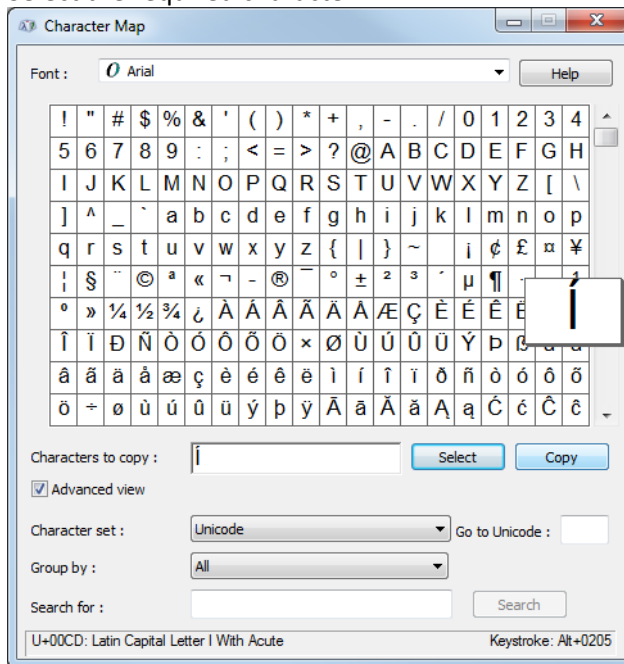 Character Map
Font : O Arial Help
! " # $ % & ' ( ) * + , - . / 0 1 2 3 4
5 6 7 8 9 : ; < = > ? @ A B C D E F G H
I J K L M N O P Q R S T U V W X Y Z [ \
] ^ _ ` a b c d e f g h i j k l m n o p
q r s t u v w x y z { | } ~ ¡ ¢ £ ¤ ¥
¦ § ¨ © ª « ¬ - ® ¯ ° ± ² ³ ´ µ ¶
º » ¼ ½ ¾ ¿ À Á Â Ã Ä Å Æ Ç È É Ê Ë Í
Î Ï Ð Ñ Ò Ó Ô Õ Ö × Ø Ù Ú Û Ü Ý Þ ß
â ã ä å æ ç è é ê ë ì í î ï ð ñ ò ó ô õ
ö ÷ ø ù ú û ü ý þ ÿ Ā ā Ă ă Ą ą Ć ć Ĉ ĉ
Characters to copy : Í Select Copy
Advanced view
Character set : Unicode Go to Unicode :
Group by : All
Search for : Search
U+00CD: Latin Capital Letter I With Acute Keystroke: Alt+0205